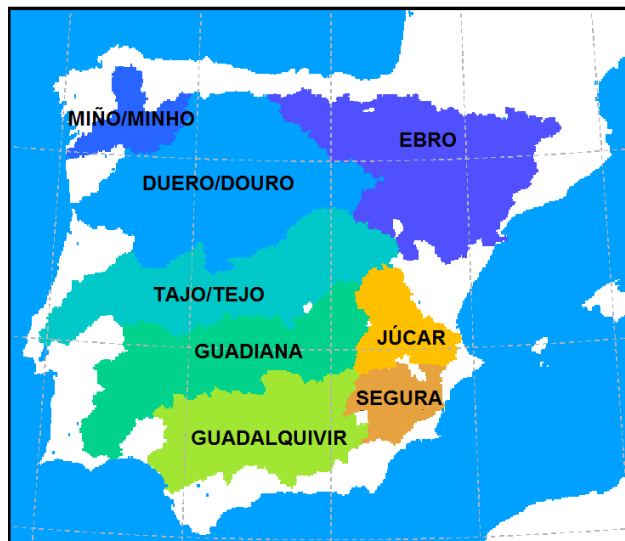 MIÑO/MINHO
EBRO
DUERO/DOURO
TAJO/TEJO
JÚCAR
GUADIANA
SEGURA
GUADALQUIVIR